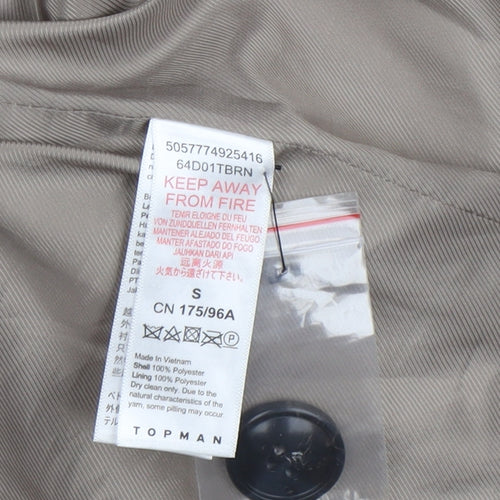 5057774925416
64D01TBRN
KEEP AWAY
FROM FIRE
TENIR ELOIGNE DU FEU
VON ZUNDQUELLEN FERNHALTEN
MANTENER ALEJADO DEL FEUGO
MANTER AFASTADO DO FOGO
JAUHKAN DARI API
远离火源
火気から遠ざけて下さい。
S
CN 175/96A
P
Made in Vietnam
Shell 100% Polyester
Lining 100% Polyester
Dry clean only. Due to the
natural characteristics of the
yarn, some pilling may occur.
TOPMAN